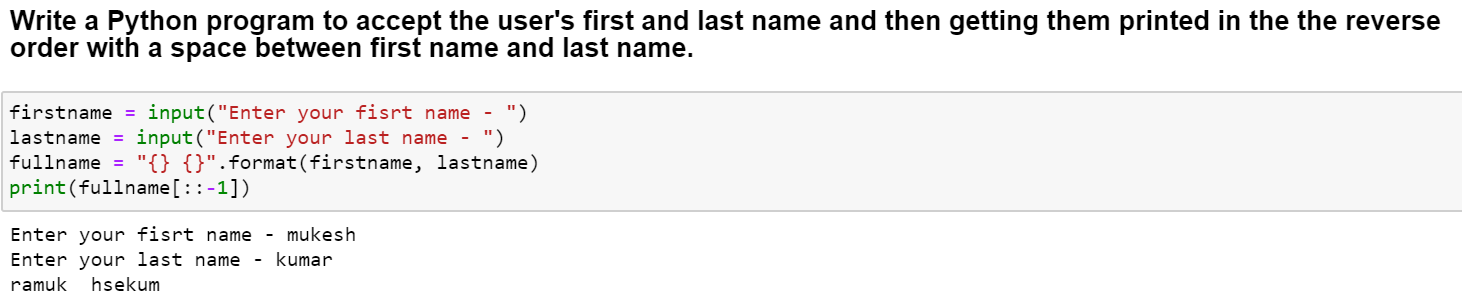 Write a Python program to accept the user's first and last name and then getting them printed in the the reverse
order with a space between first name and last name.
firstname = input("Enter your fisrt name - ")
lastname = input("Enter your last name - ")
fullname = "{} {}".format(firstname, lastname)
print(fullname[::-1])
Enter your fisrt name - mukesh
Enter your last name - kumar
ramuk  hsekum